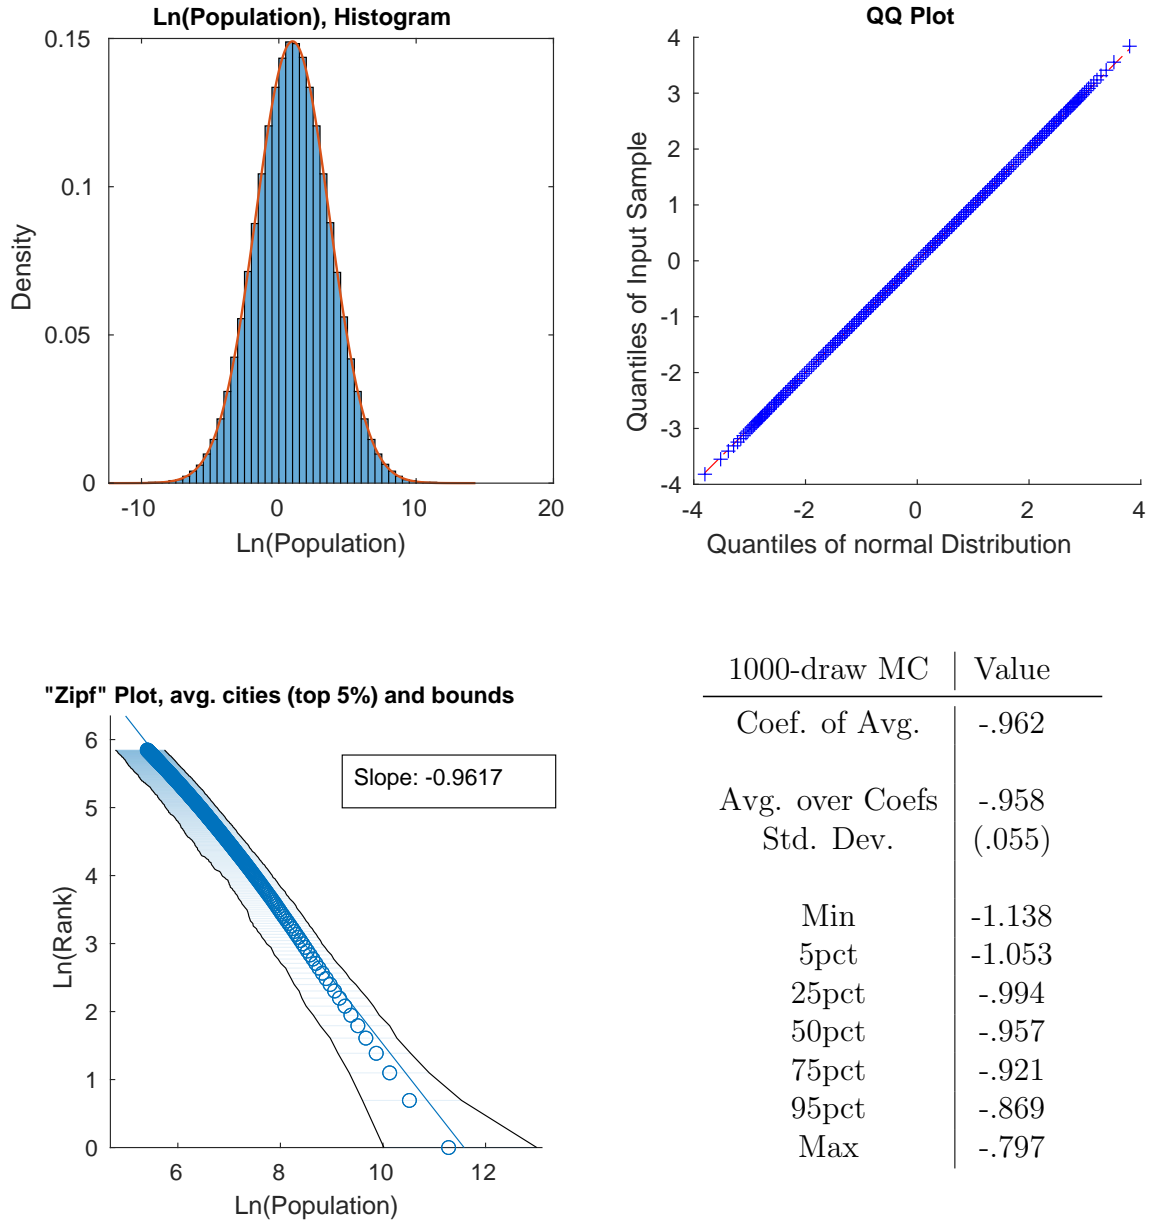 Ln(Population), Histogram
0.15
0.1
0.05
0
Density
-10
0
10
20
Ln(Population)
QQ Plot
4
3
2
1
0
-1
-2
-3
-4
Quantiles of Input Sample
-4
-2
0
2
4
Quantiles of normal Distribution
"Zipf" Plot, avg. cities (top 5%) and bounds
6
5
4
3
2
1
0
Ln(Rank)
Slope: -0.9617
6
8
10
12
Ln(Population)
1000-draw MC Value
Coef. of Avg. -.962
Avg. over Coefs -.958
Std. Dev. (.055)
Min -1.138
5pct -1.053
25pct -.994
50pct -.957
75pct -.921
95pct -.869
Max -.797